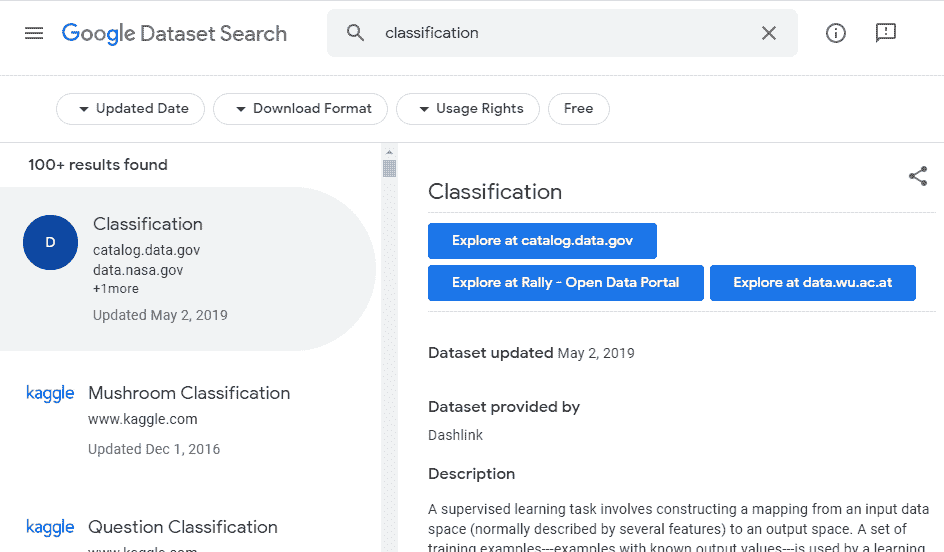 Google Dataset Search
classification
Updated Date
Download Format
Usage Rights
Free
100+ results found
D
Classification
catalog.data.gov
data.nasa.gov
+1more
Updated May 2, 2019
kaggle
Mushroom Classification
www.kaggle.com
Updated Dec 1, 2016
kaggle
Question Classification
www.kaggle.com
Classification
Explore at catalog.data.gov
Explore at Rally - Open Data Portal
Explore at data.wu.ac.at
Dataset updated May 2, 2019
Dataset provided by
Dashlink
Description
A supervised learning task involves constructing a mapping from an input data
space (normally described by several features) to an output space. A set of
training examples---examples with known output values---is used by a learning